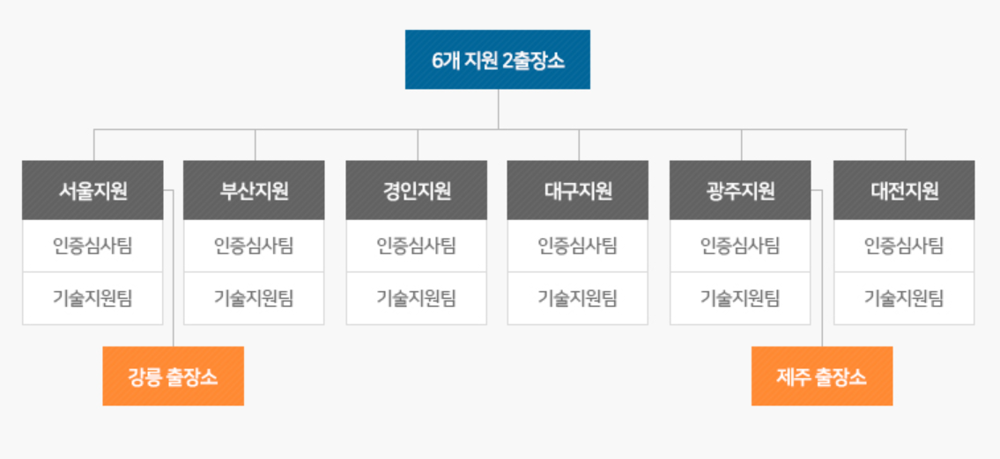 6개 지원 2출장소
서울지원
부산지원
경인지원
대구지원
광주지원
대전지원
인증심사팀
인증심사팀
인증심사팀
인증심사팀
인증심사팀
인증심사팀
기술지원팀
기술지원팀
기술지원팀
기술지원팀
기술지원팀
기술지원팀
강릉 출장소
제주 출장소